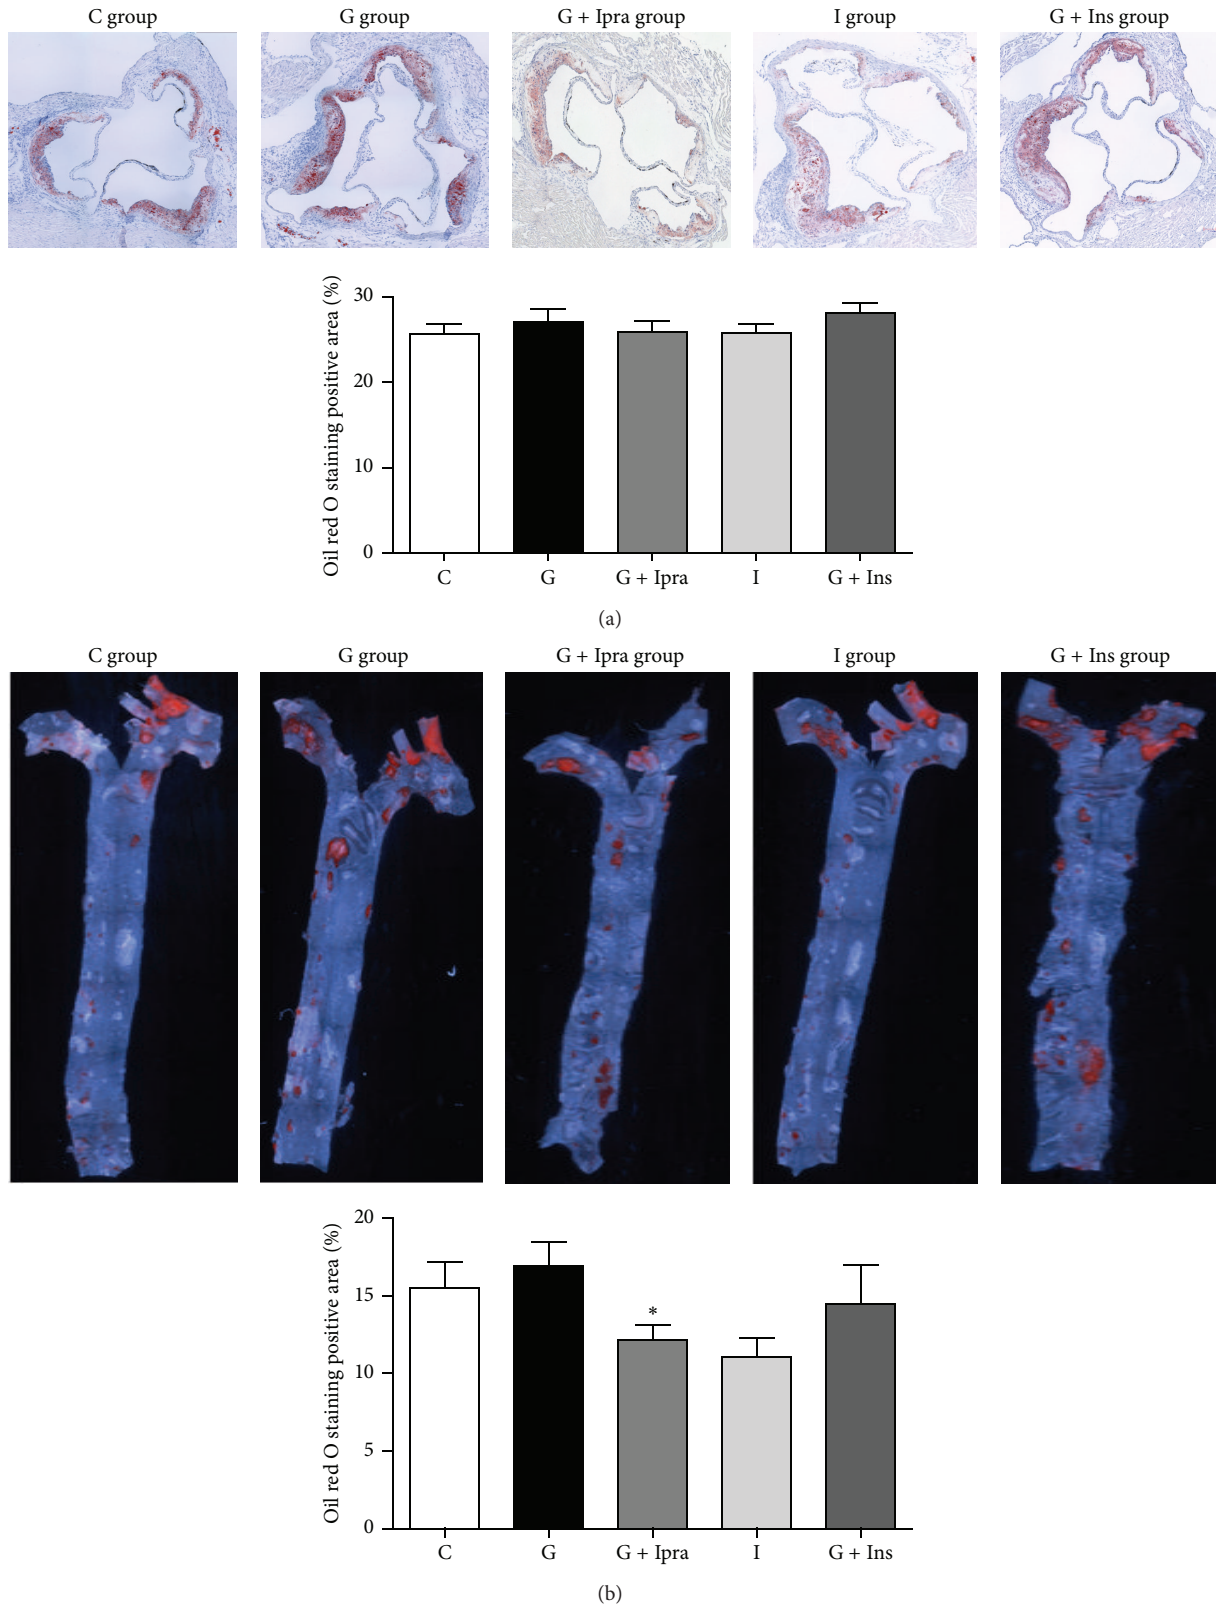 C group
G group
G + Ipra group
I group
G + Ins group
Oil red O staining positive area (%)
30
20
10
0
C
G
G + Ipra
I
G + Ins
(a)
C group
G group
G + Ipra group
I group
G + Ins group
Oil red O staining positive area (%)
20
15
10
5
0
*
C
G
G + Ipra
I
G + Ins
(b)